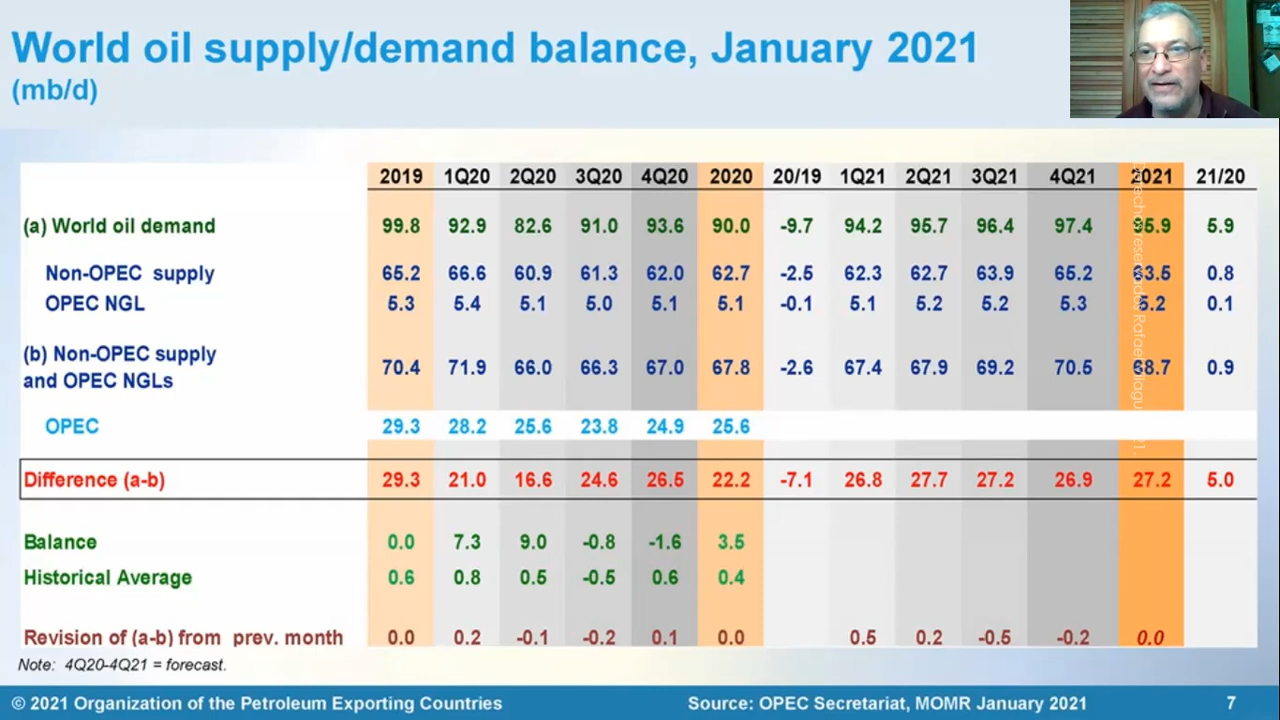 World oil supply/demand balance, January 2021
(mb/d)
2019 1Q20 2Q20 3Q20 4Q20 2020 20/19 1Q21 2Q21 3Q21 4Q21 2021 21/20
(a) World oil demand 99.8 92.9 82.6 91.0 93.6 90.0 -9.7 94.2 95.7 96.4 97.4 95.9 5.9
Non-OPEC supply 65.2 66.6 60.9 61.3 62.0 62.7 -2.5 62.3 62.7 63.9 65.2 63.5 0.8
OPEC NGL 5.3 5.4 5.1 5.0 5.1 5.1 -0.1 5.1 5.2 5.2 5.3 5.2 0.1
(b) Non-OPEC supply
and OPEC NGLs 70.4 71.9 66.0 66.3 67.0 67.8 -2.6 67.4 67.9 69.2 70.5 68.7 0.9
OPEC 29.3 28.2 25.6 23.8 24.9 25.6
Difference (a-b) 29.3 21.0 16.6 24.6 26.5 22.2 -7.1 26.8 27.7 27.2 26.9 27.2 5.0
Balance 0.0 7.3 9.0 -0.8 -1.6 3.5
Historical Average 0.6 0.8 0.5 -0.5 0.6 0.4
Revision of (a-b) from prev. month 0.0 0.2 -0.1 -0.2 0.1 0.0 0.5 0.2 -0.5 -0.2 0.0
Note: 4Q20-4Q21 = forecast.
© 2021 Organization of the Petroleum Exporting Countries
Source: OPEC Secretariat, MOMR January 2021
7